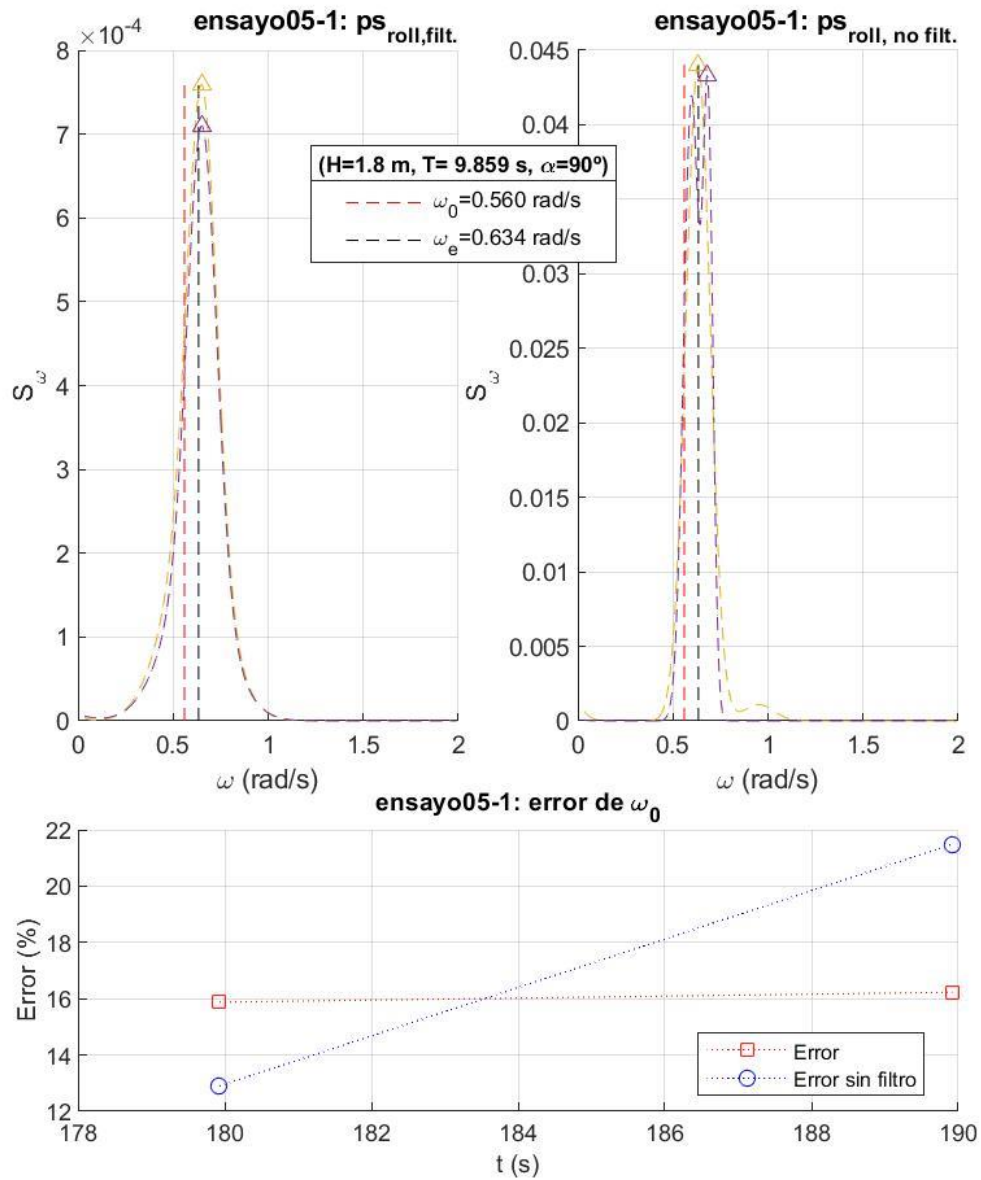 ensayo05-1: ps_roll,filt.
×10^-4
8
7
6
5
4
3
2
1
0
S_ω
0 0.5 1 1.5 2
ω (rad/s)
ensayo05-1: ps_roll, no filt.
0.045
0.04
0.03
0.025
0.02
0.015
0.01
0.005
0
S_ω
0 0.5 1 1.5 2
ω (rad/s)
(H=1.8 m, T= 9.859 s, α=90º)
ω_0=0.560 rad/s
ω_e=0.634 rad/s
ensayo05-1: error de ω_0
22
20
18
16
14
12
Error (%)
178 180 182 184 186 188 190
t (s)
Error
Error sin filtro